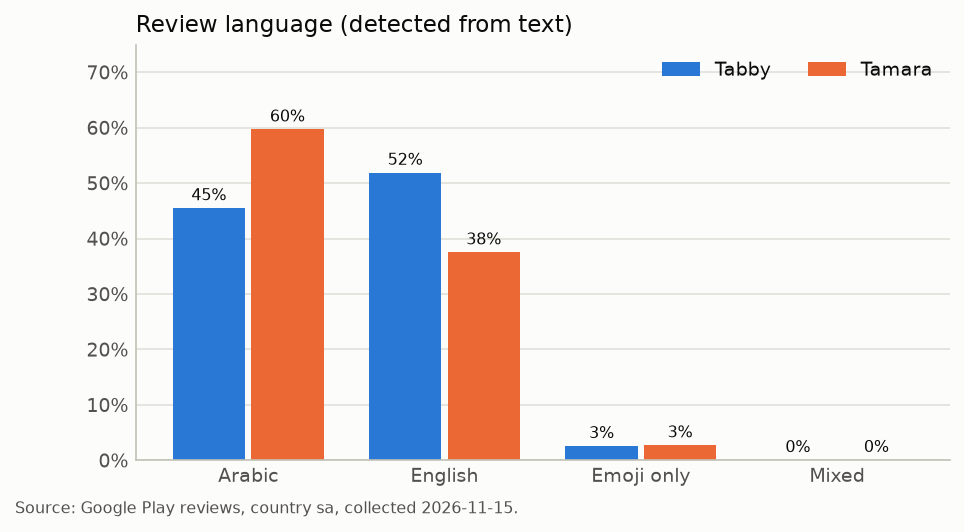 Review language (detected from text)
Tabby
Tamara
70%
60%
50%
40%
30%
20%
10%
0%
45%
60%
52%
38%
3%
3%
0%
0%
Arabic
English
Emoji only
Mixed
Source: Google Play reviews, country sa, collected 2026-11-15.